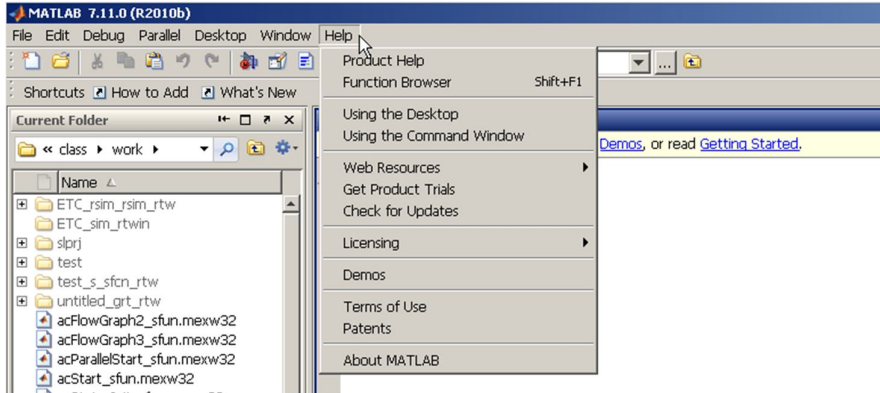 MATLAB 7.11.0 (R2010b)
File Edit Debug Parallel Desktop Window Help
Shortcuts How to Add What's New
Current Folder
« class work
Name
ETC_rsim_rsim_rtw
ETC_sim_rtwin
slprj
test
test_s_sfcn_rtw
untitled_grt_rtw
acFlowGraph2_sfun.mexw32
acFlowGraph3_sfun.mexw32
acParallelStart_sfun.mexw32
acStart_sfun.mexw32
Product Help
Function Browser Shift+F1
Using the Desktop
Using the Command Window
Web Resources
Get Product Trials
Check for Updates
Licensing
Demos
Terms of Use
Patents
About MATLAB
Demos, or read Getting Started.